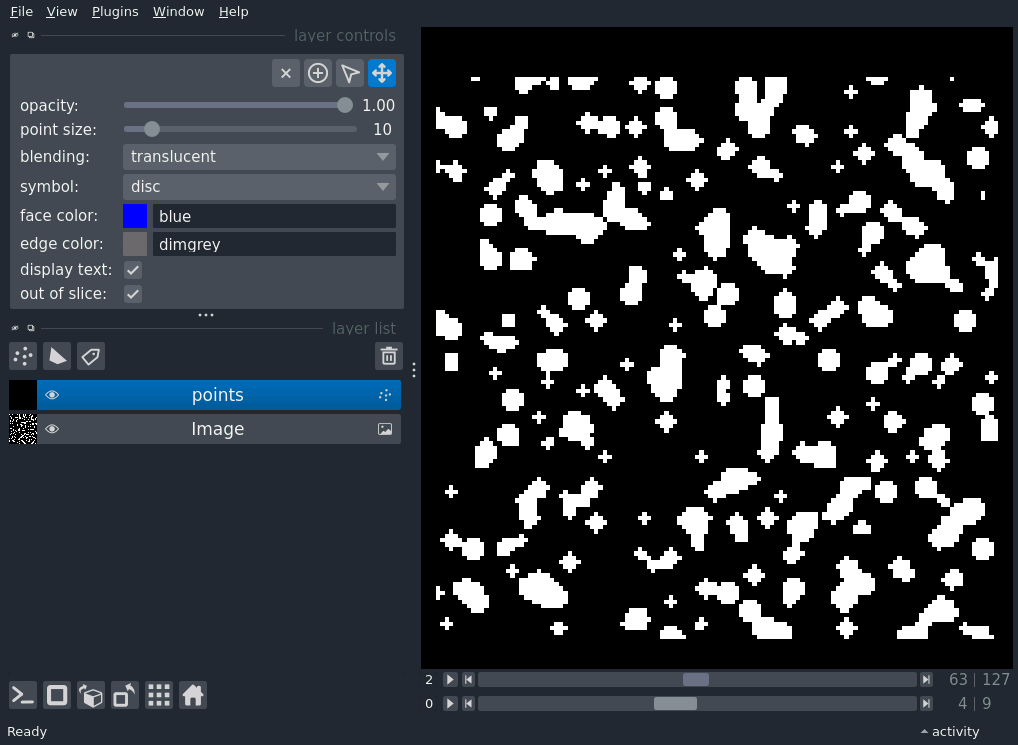 File View Plugins Window Help
layer controls
opacity: 1.00
point size: 10
blending: translucent
symbol: disc
face color: blue
edge color: dimgrey
display text:
out of slice:
layer list
points
Image
2 63 | 127
0 4 | 9
Ready activity